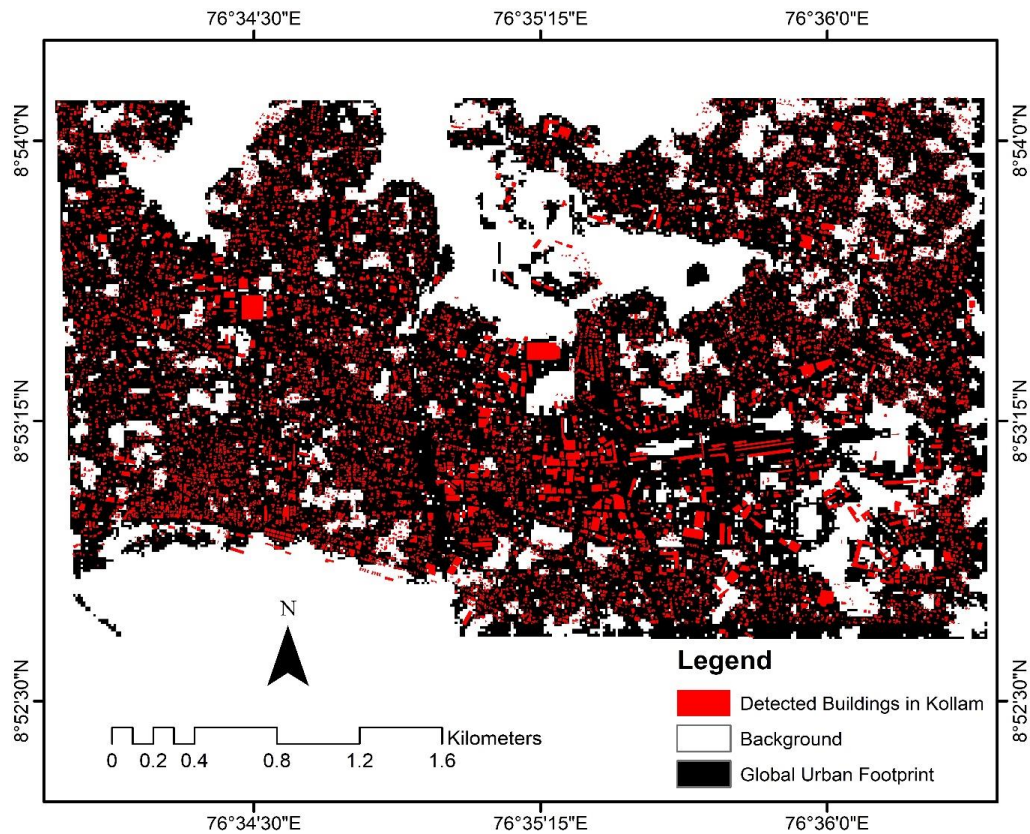 76°34'30"E 76°35'15"E 76°36'0"E
8°54'0"N 8°54'0"N
8°53'15"N 8°53'15"N
8°52'30"N 8°52'30"N
N
Legend
Detected Buildings in Kollam
Background
Global Urban Footprint
Kilometers
0 0.2 0.4 0.8 1.2 1.6
76°34'30"E 76°35'15"E 76°36'0"E